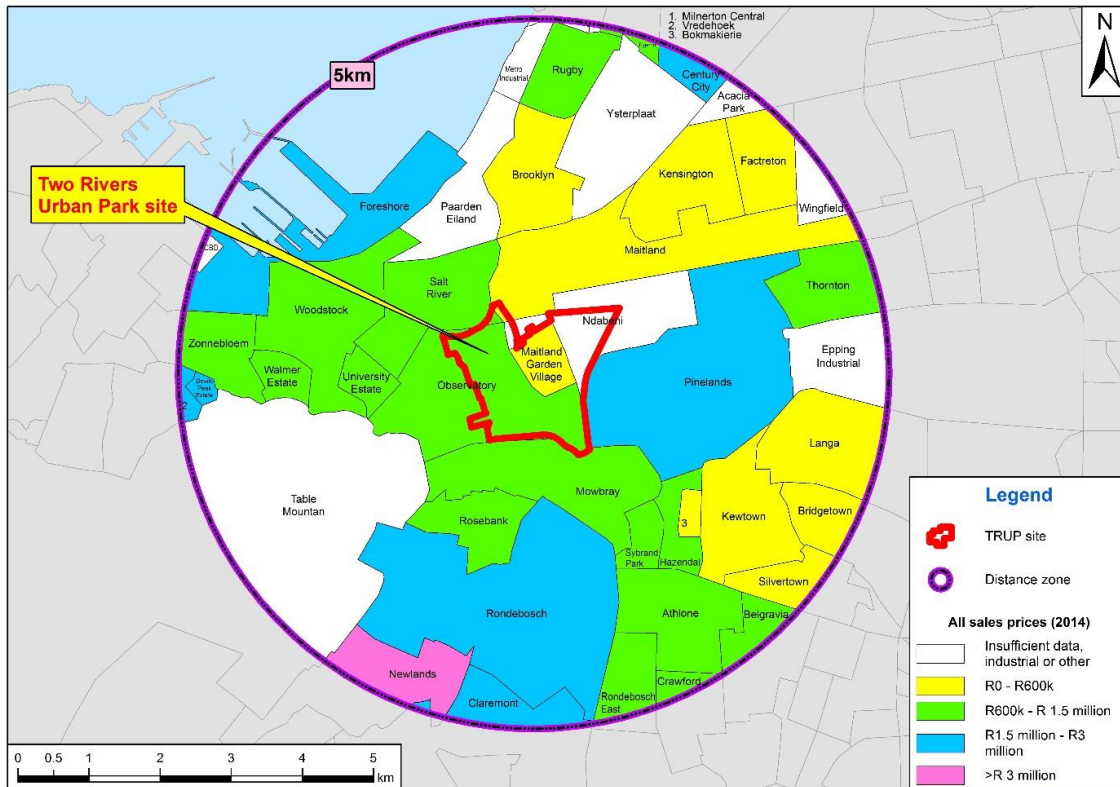 1. Milnerton Central
2. Vredehoek
3. Bokmakierie
N
5km
Metro
Industrial
Rugby
Century
City
Acacia
Park
Ysterplaat
Two Rivers
Urban Park site
Foreshore
Paarden
Eiland
Brooklyn
Kensington
Factreton
Wingfield
CBD
Maitland
Salt
River
Woodstock
Thornton
Ndabeni
Zonnebloem
Maitland
Garden
Village
Epping
Industrial
Walmer
Estate
University
Estate
Observatory
Pinelands
2
Langa
Table
Mountan
Mowbray
Rosebank
3
Kewtown
Bridgetown
Sybrand
Park
Hazendal
Silvertown
Rondebosch
Athlone
Belgravia
Newlands
Claremont
Rondebosch
East
Crawford
Legend
TRUP site
Distance zone
All sales prices (2014)
Insufficient data,
industrial or other
R0 - R600k
R600k - R 1.5 million
R1.5 million - R3
million
>R 3 million
0 0.5 1 2 3 4 5
km